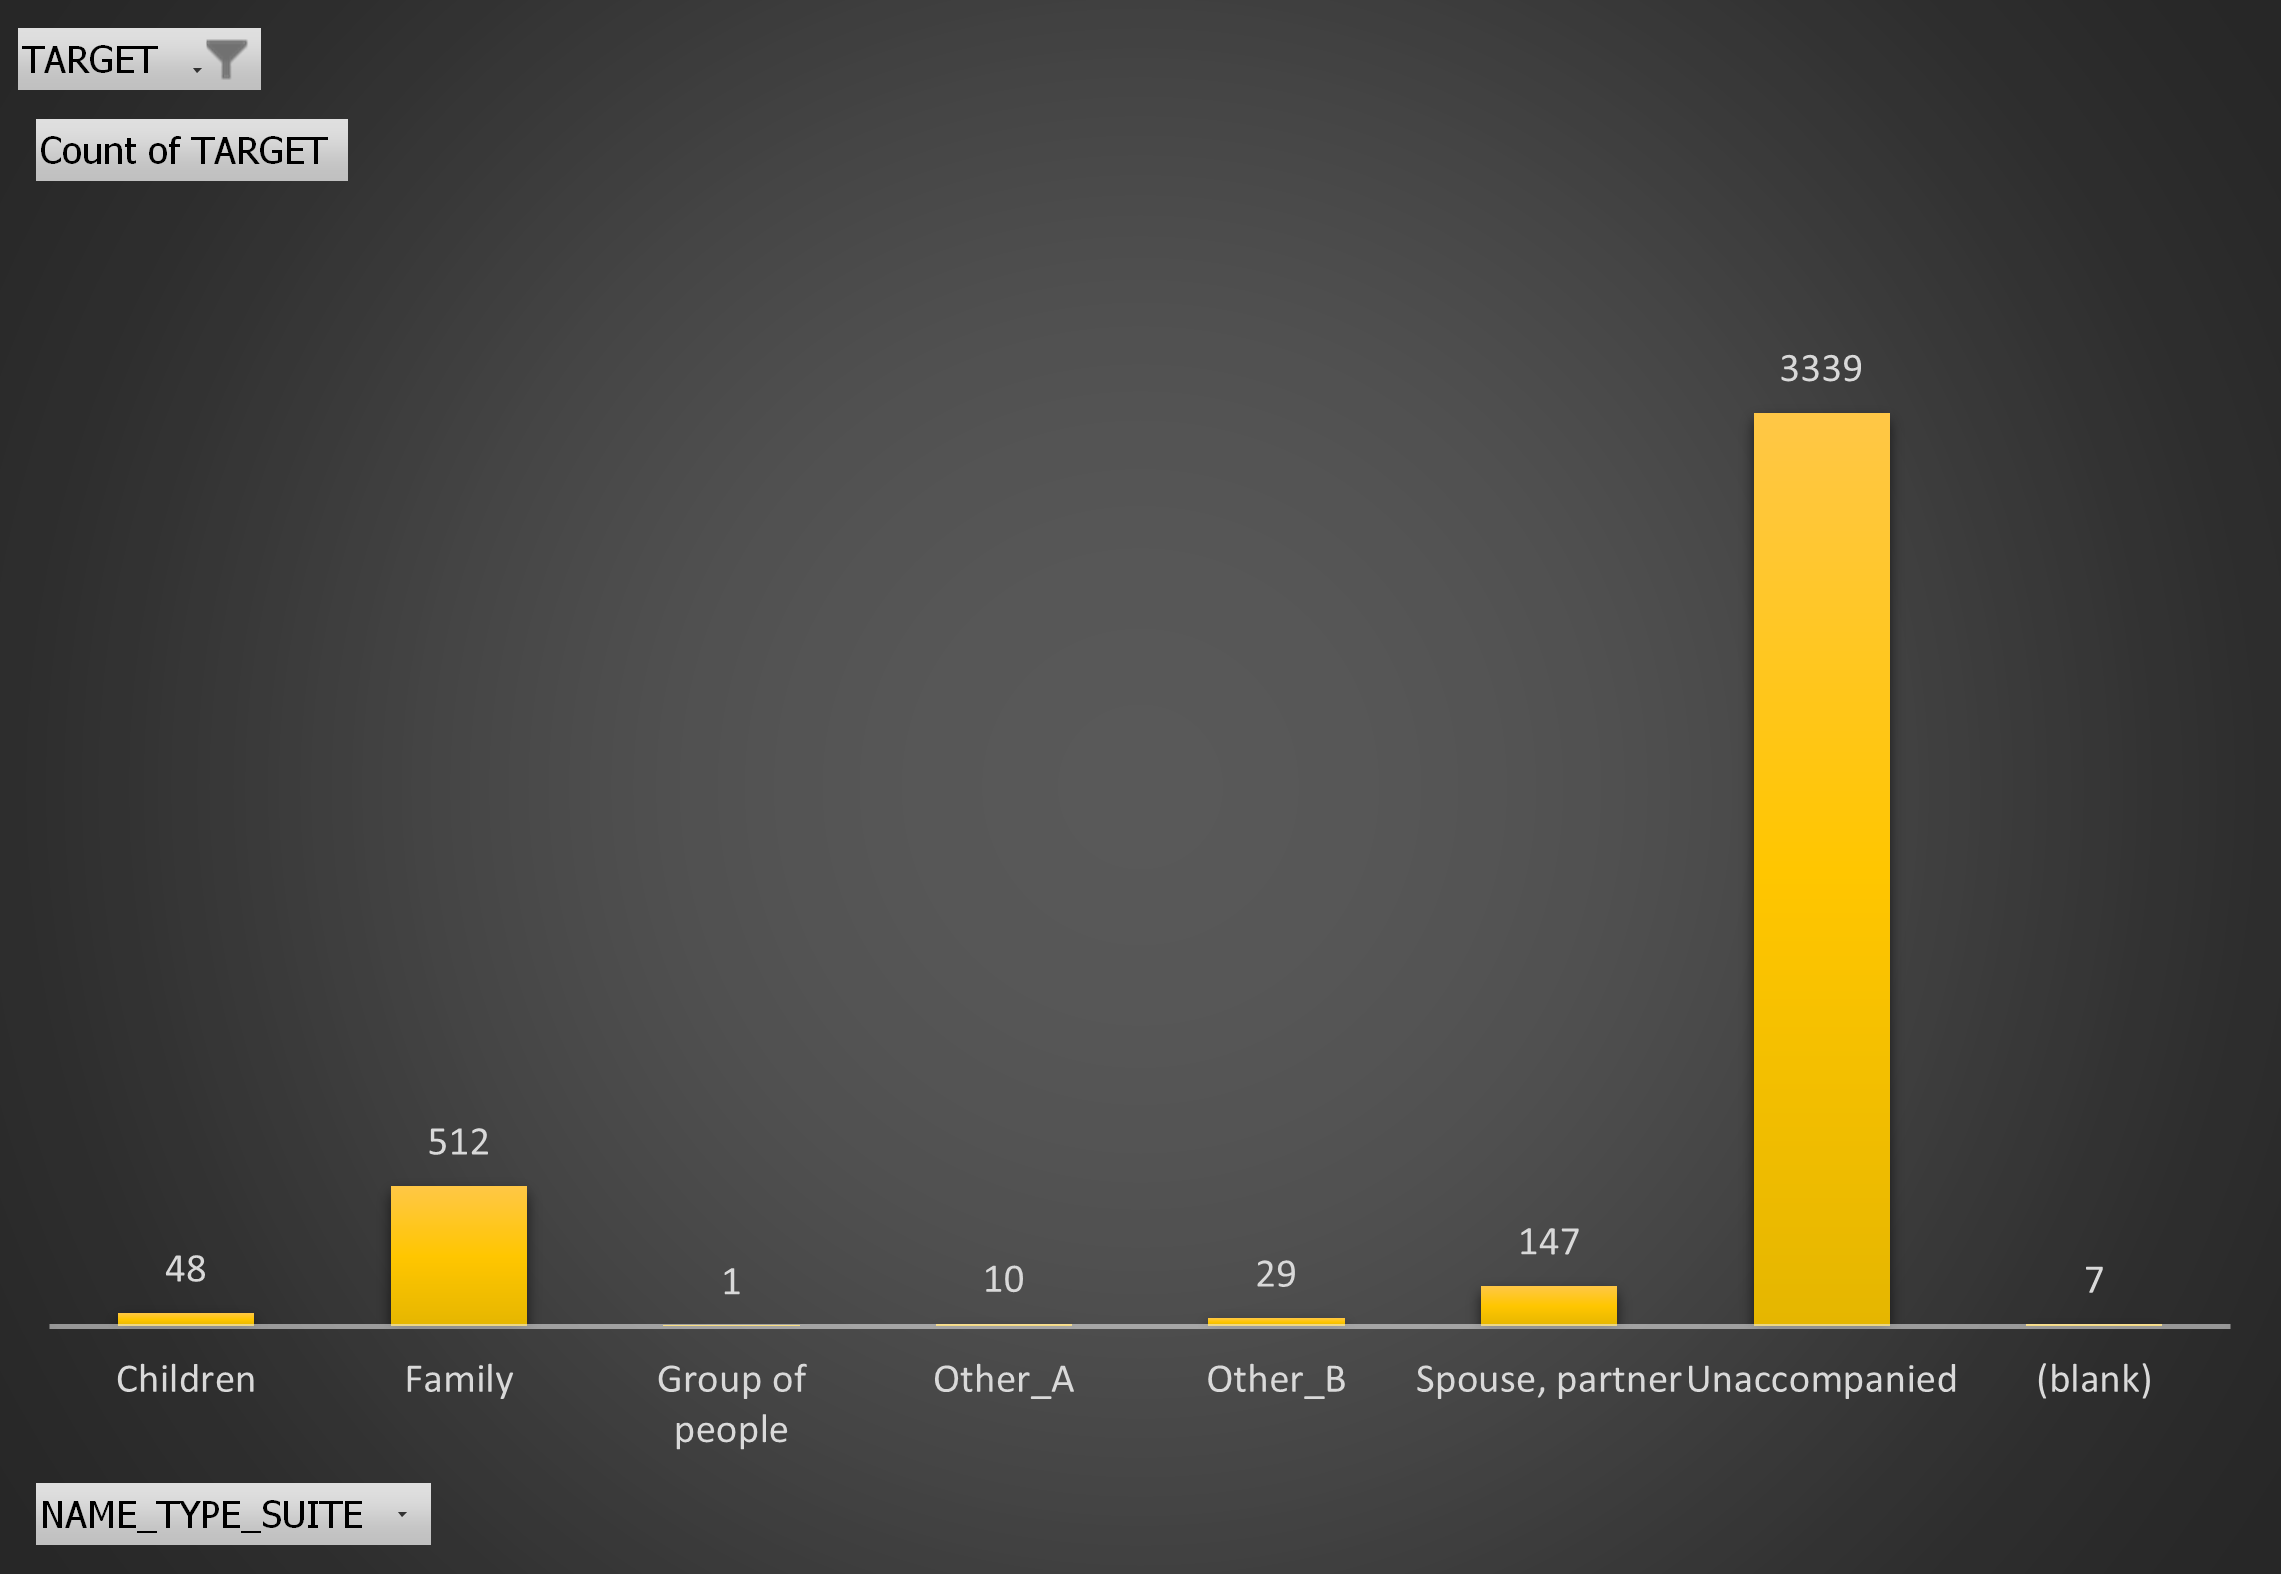 TARGET
Count of TARGET
3339
512
147
48
1
10
29
7
Children
Family
Group of
people
Other_A
Other_B
Spouse, partner
Unaccompanied
(blank)
NAME_TYPE_SUITE